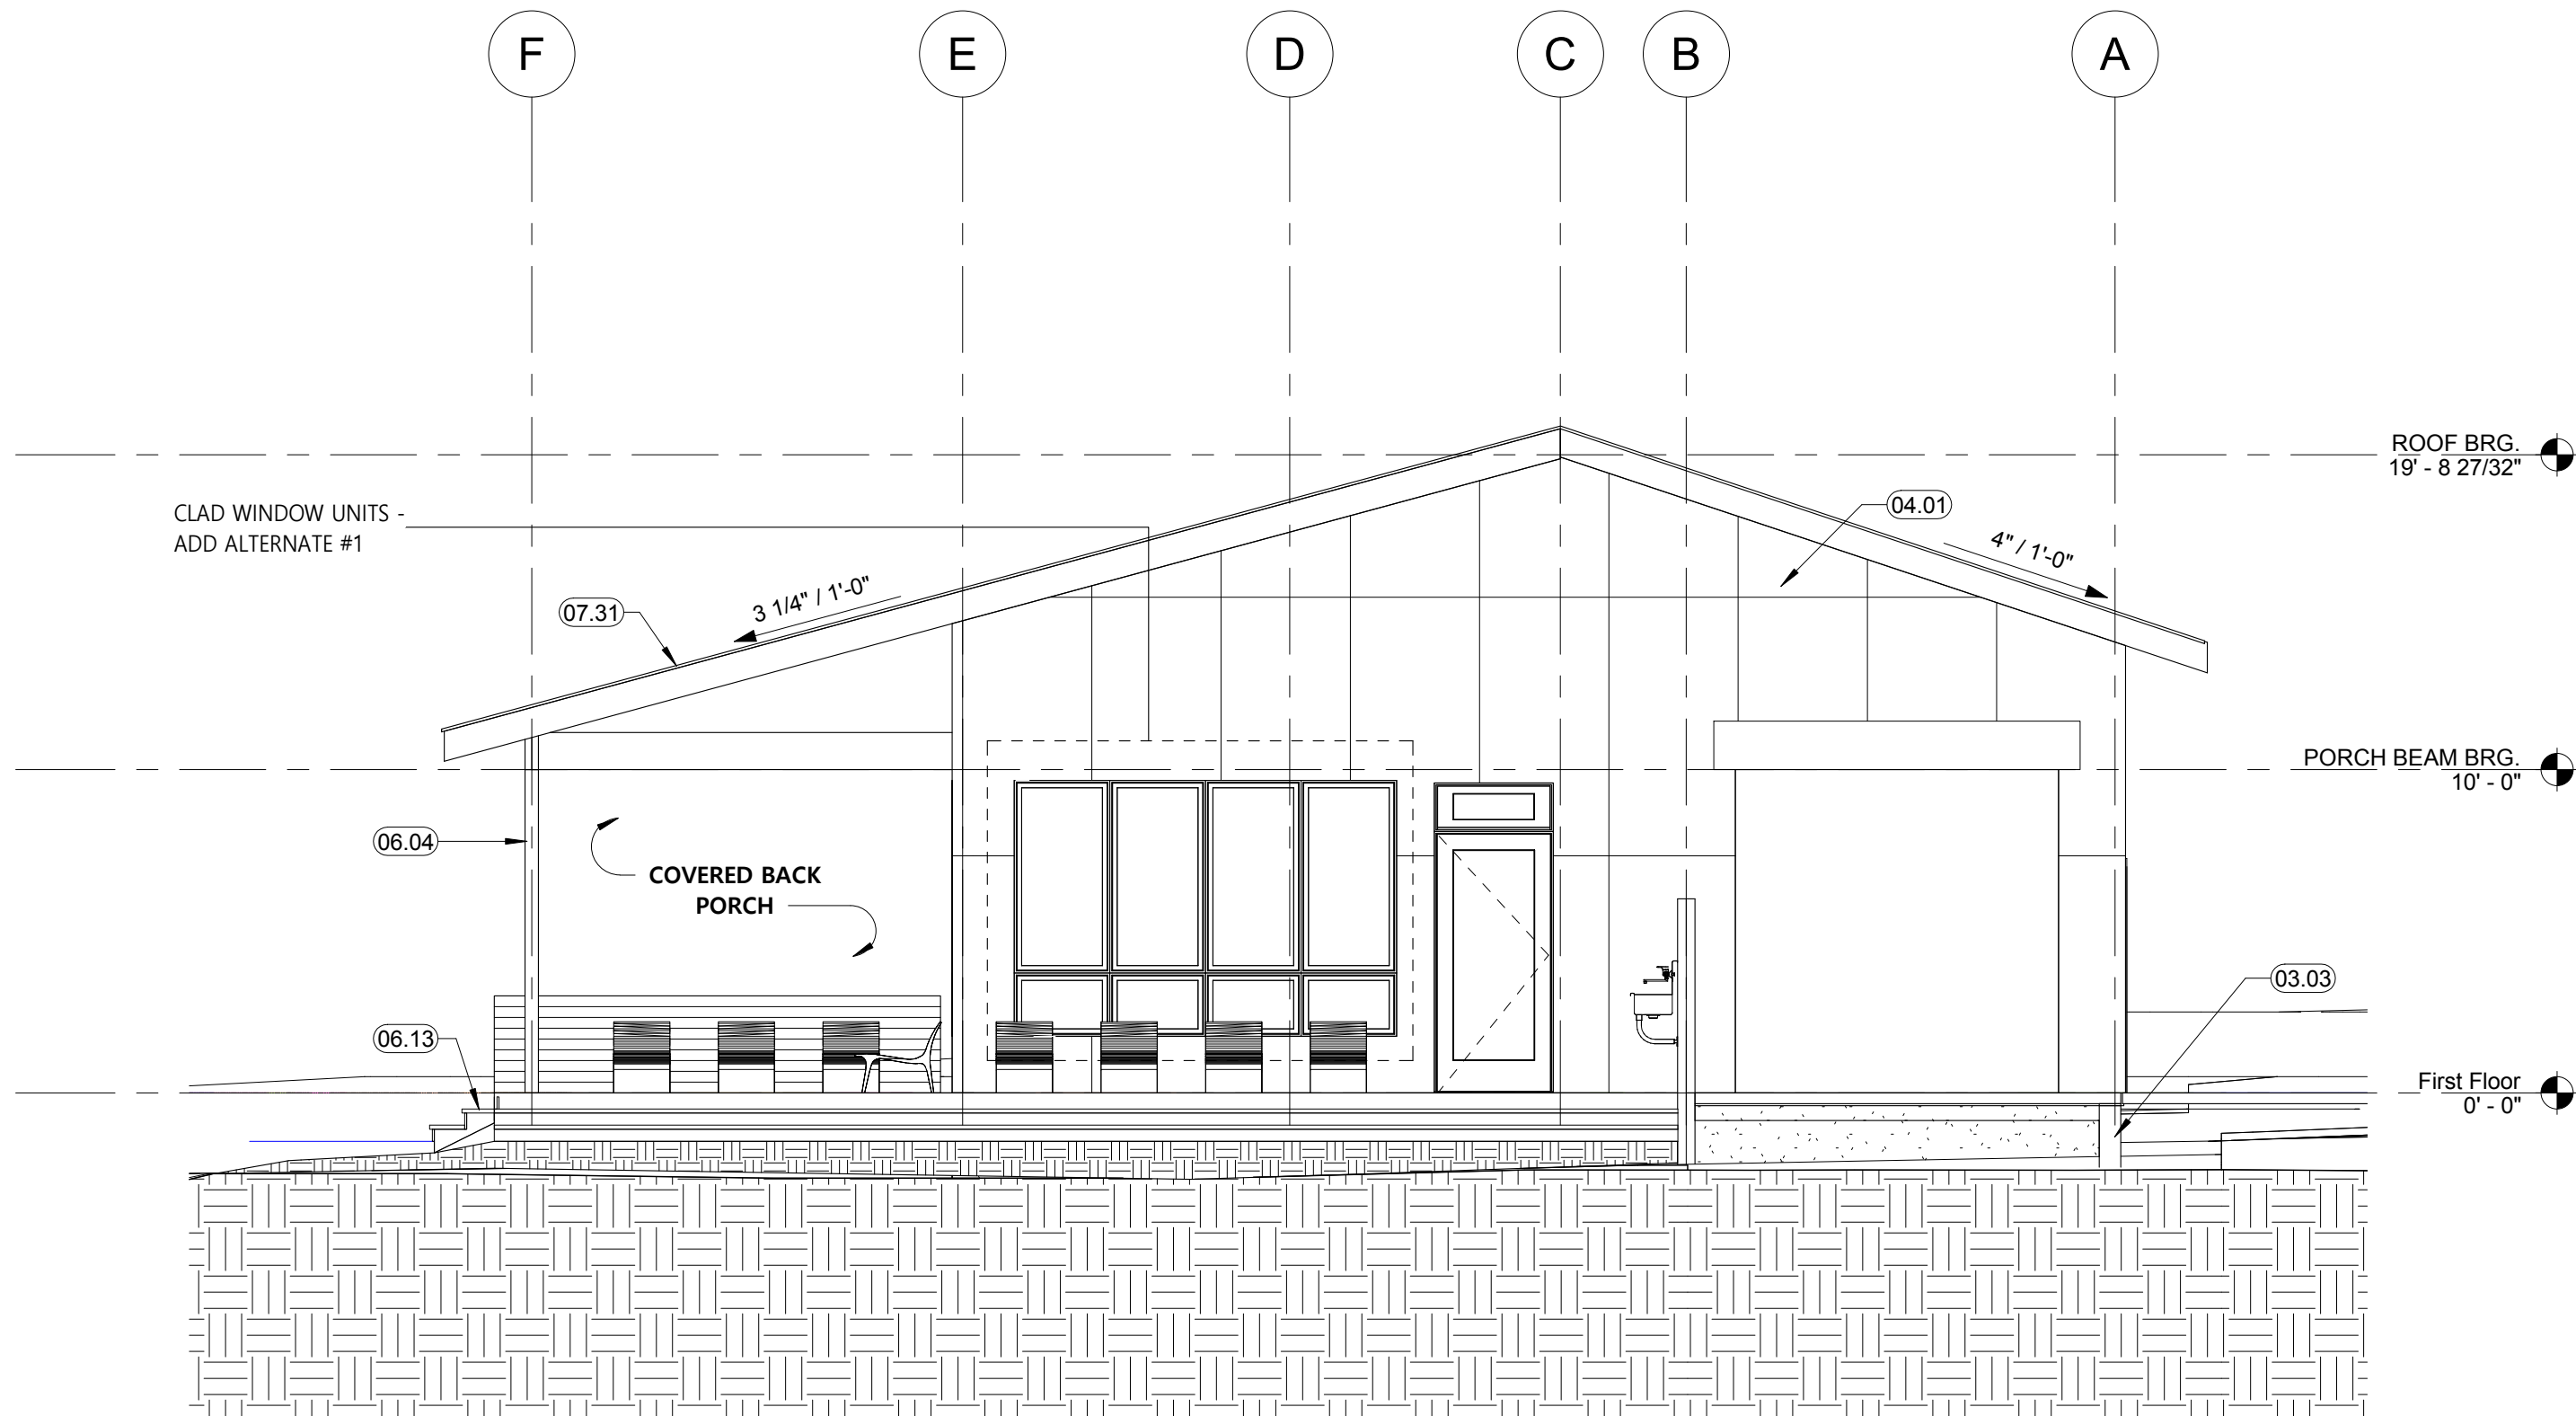 F
E
D
C
B
A
ROOF BRG.
19' - 8 27/32"
CLAD WINDOW UNITS -
ADD ALTERNATE #1
04.01
4" / 1'-0"
3 1/4" / 1'-0"
07.31
PORCH BEAM BRG.
10' - 0"
06.04
COVERED BACK
PORCH
03.03
06.13
First Floor
0' - 0"